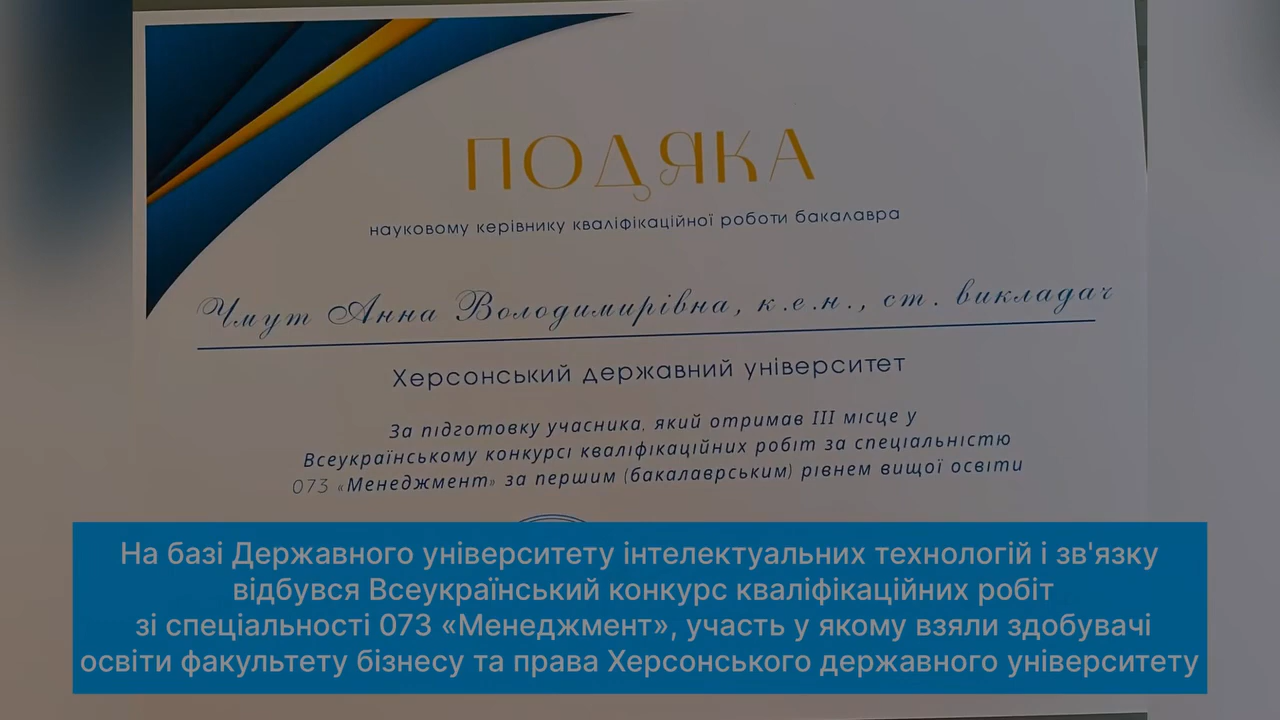 ПОДЯКА
науковому керівнику кваліфікаційної роботи бакалавра
Чмут Анна Володимирівна, к.е.н., ст. викладач
Херсонський державний університет
За підготовку учасника, який отримав III місце у
Всеукраїнському конкурсі кваліфікаційних робіт за спеціальністю
073 «Менеджмент» за першим (бакалаврським) рівнем вищої освіти
На базі Державного університету інтелектуальних технологій і зв'язку
відбувся Всеукраїнський конкурс кваліфікаційних робіт
зі спеціальності 073 «Менеджмент», участь у якому взяли здобувачі
освіти факультету бізнесу та права Херсонського державного університету